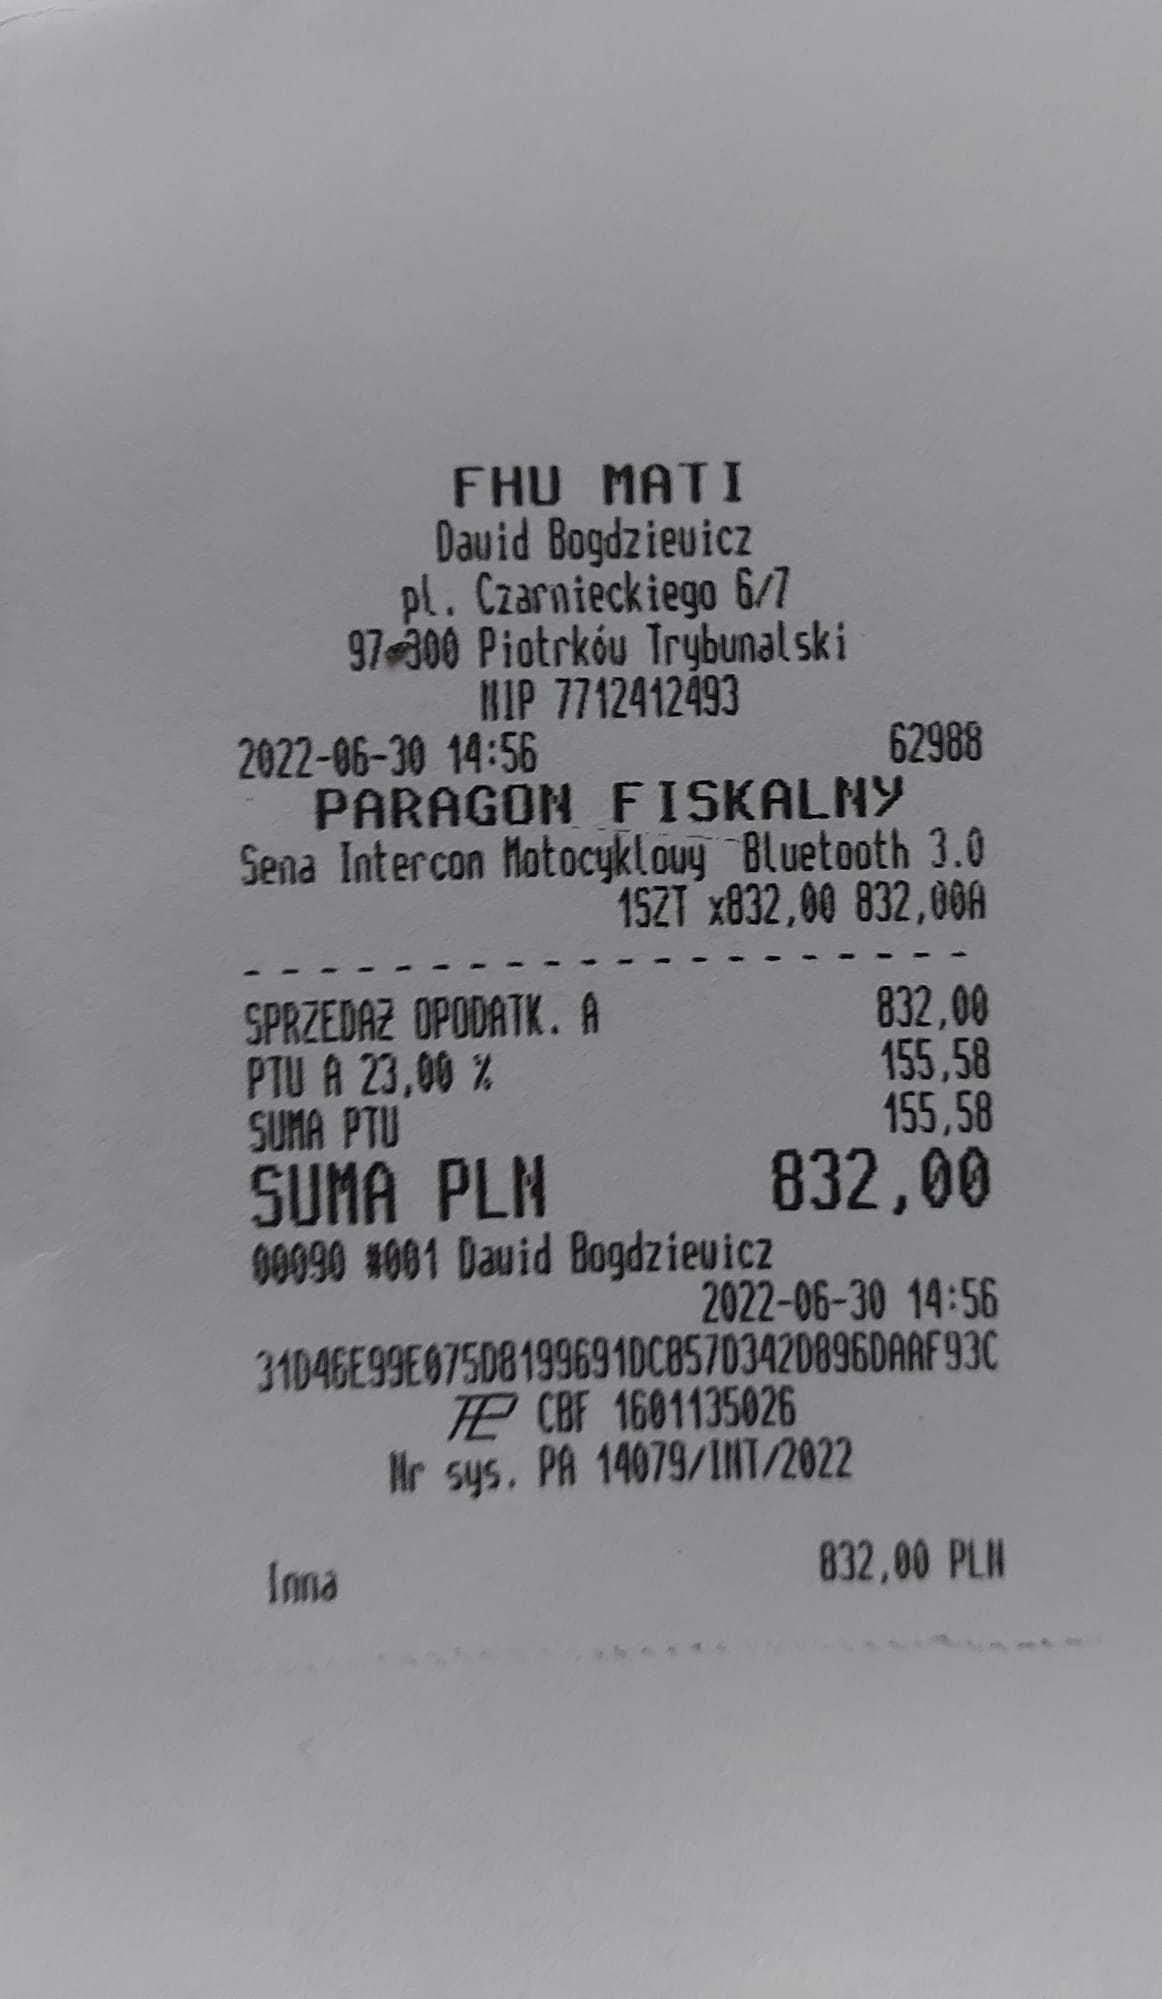 FHU MATI
Dawid Bogdziewicz
pl. Czarnieckiego 6/7
97-300 Piotrków Trybunalski
NIP 7712412493
2022-06-30 14:56 62988
PARAGON FISKALNY
Sena Intercon Motocyklowy Bluetooth 3.0
1SZT x832,00 832,00A
SPRZEDAŻ OPODATK. A 832,00
PTU A 23,00 % 155,58
SUMA PTU 155,58
SUMA PLN 832,00
00090 #001 Dawid Bogdziewicz
2022-06-30 14:56
31D46E99E075D8199691DC857D342D896DAAF93C
CBF 1601135026
Nr sys. PA 14079/INT/2022
Inna 832,00 PLN